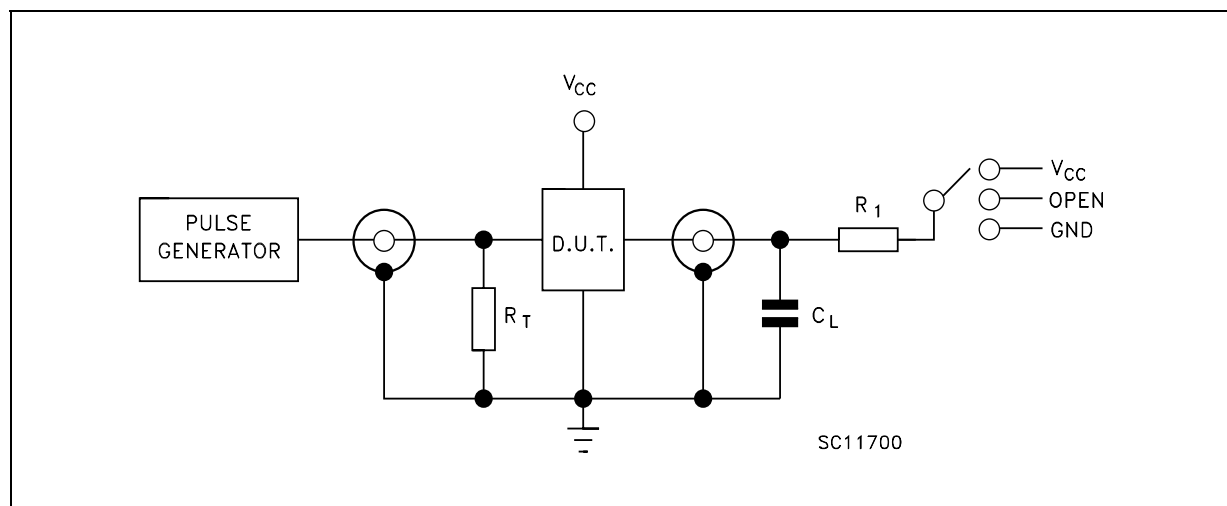 VCC
PULSE
GENERATOR
D.U.T.
RT
CL
R1
VCC
OPEN
GND
SC11700